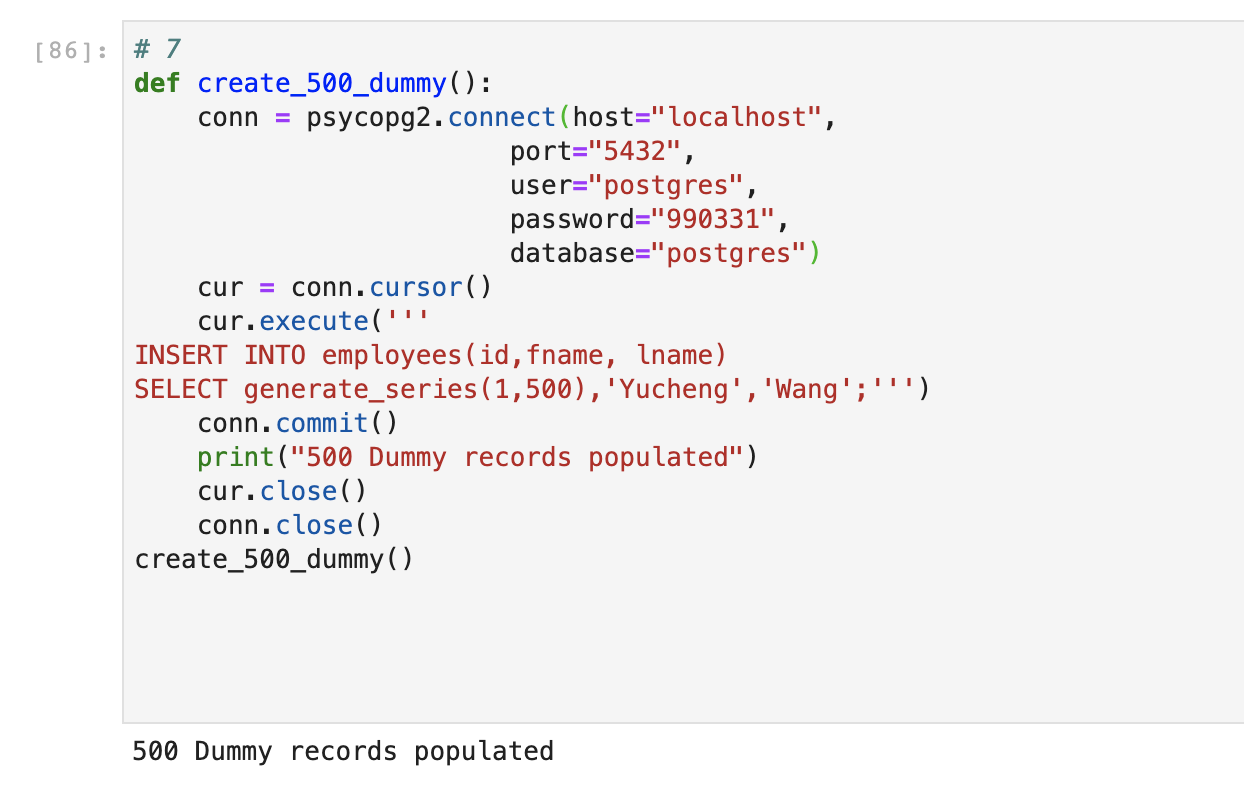 [86]:
# 7
def create_500_dummy():
    conn = psycopg2.connect(host="localhost",
                        port="5432",
                        user="postgres",
                        password="990331",
                        database="postgres")
    cur = conn.cursor()
    cur.execute('''
INSERT INTO employees(id,fname, lname)
SELECT generate_series(1,500),'Yucheng','Wang';''')
    conn.commit()
    print("500 Dummy records populated")
    cur.close()
    conn.close()
create_500_dummy()
500 Dummy records populated